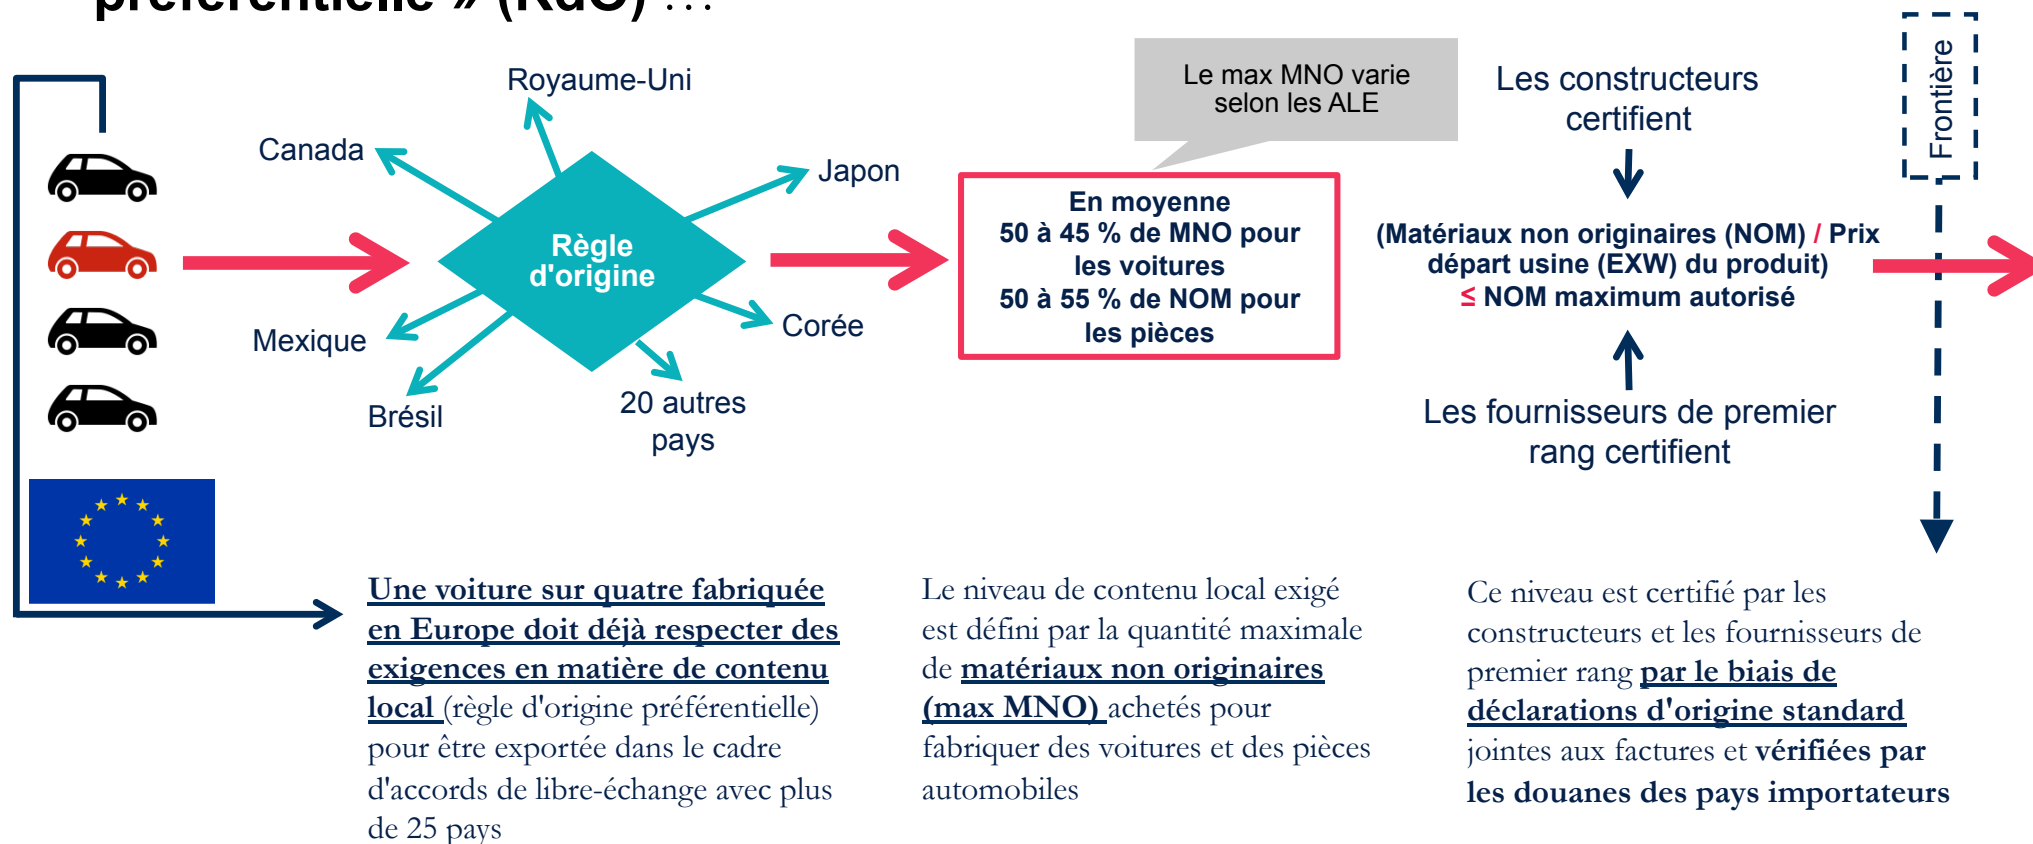 préférentielle » (RdO) …
Royaume-Uni
Canada
Japon
Règle
d'origine
Mexique
Corée
Brésil
20 autres
pays
Le max MNO varie
selon les ALE
En moyenne
50 à 45 % de MNO pour
les voitures
50 à 55 % de NOM pour
les pièces
Les constructeurs
certifient
(Matériaux non originaires (NOM) / Prix
départ usine (EXW) du produit)
≤ NOM maximum autorisé
Les fournisseurs de premier
rang certifient
Frontière
Une voiture sur quatre fabriquée
en Europe doit déjà respecter des
exigences en matière de contenu
local (règle d'origine préférentielle)
pour être exportée dans le cadre
d'accords de libre-échange avec plus
de 25 pays
Le niveau de contenu local exigé
est défini par la quantité maximale
de matériaux non originaires
(max MNO) achetés pour
fabriquer des voitures et des pièces
automobiles
Ce niveau est certifié par les
constructeurs et les fournisseurs de
premier rang par le biais de
déclarations d'origine standard
jointes aux factures et vérifiées par
les douanes des pays importateurs